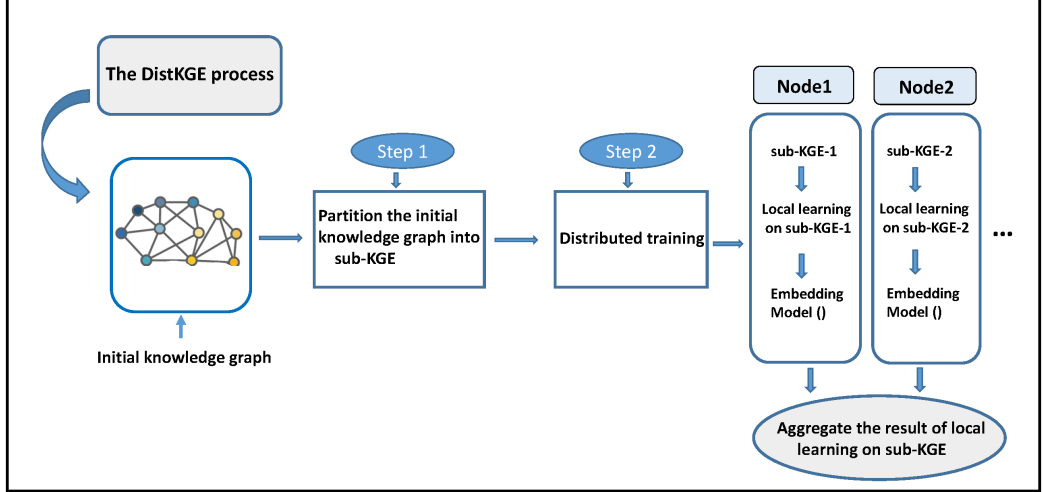 The DistKGE process
Initial knowledge graph
Step 1
Partition the initial
knowledge graph into
sub-KGE
Step 2
Distributed training
Node1
sub-KGE-1
Local learning
on sub-KGE-1
Embedding
Model ()
Node2
sub-KGE-2
Local learning
on sub-KGE-2
Embedding
Model ()
...
Aggregate the result of local
learning on sub-KGE